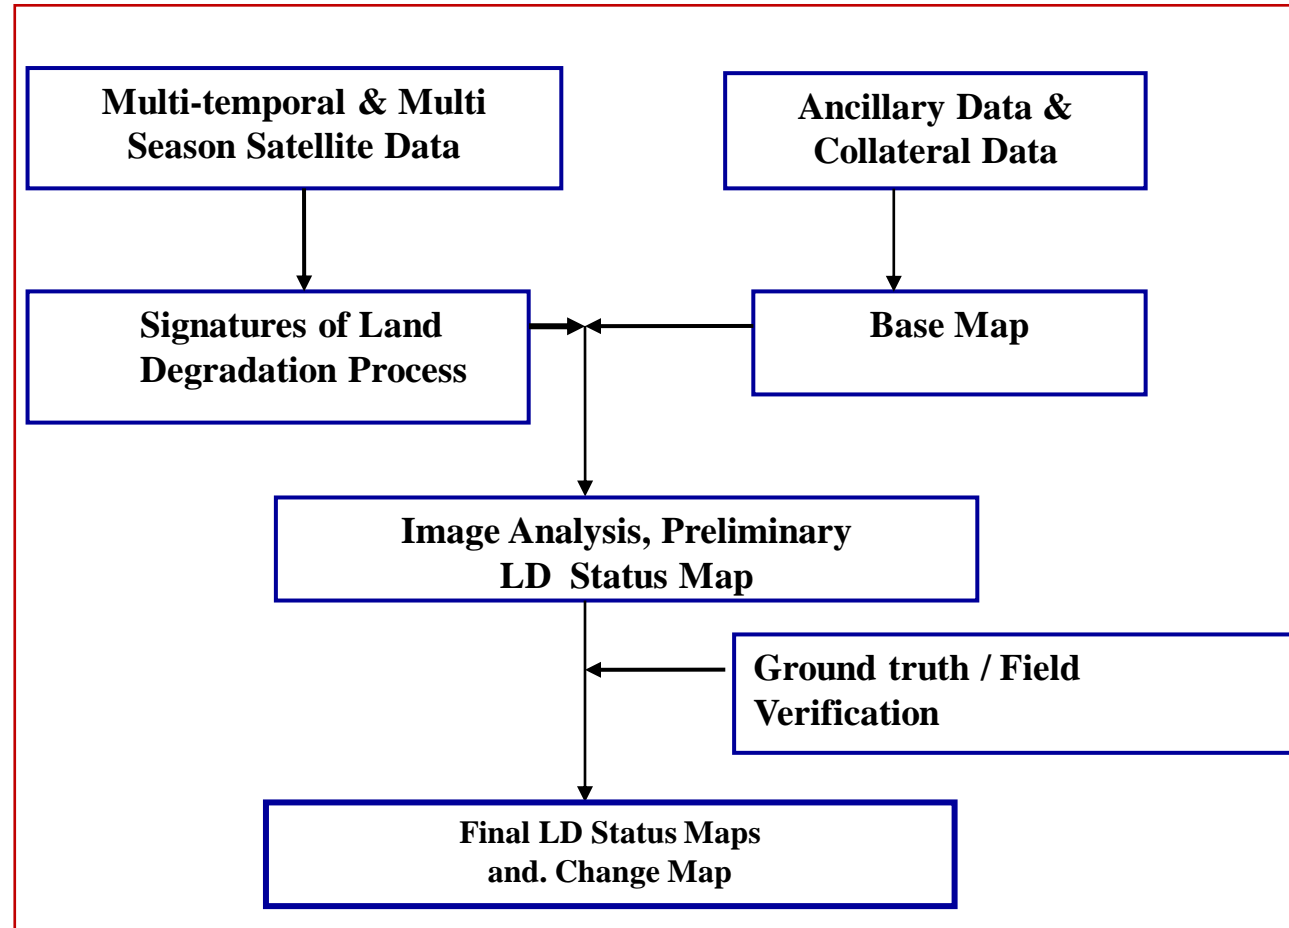 Multi-temporal & Multi
Season Satellite Data
Ancillary Data &
Collateral Data
Signatures of Land
Degradation Process
Base Map
Image Analysis, Preliminary
LD Status Map
Ground truth / Field
Verification
Final LD Status Maps
and. Change Map